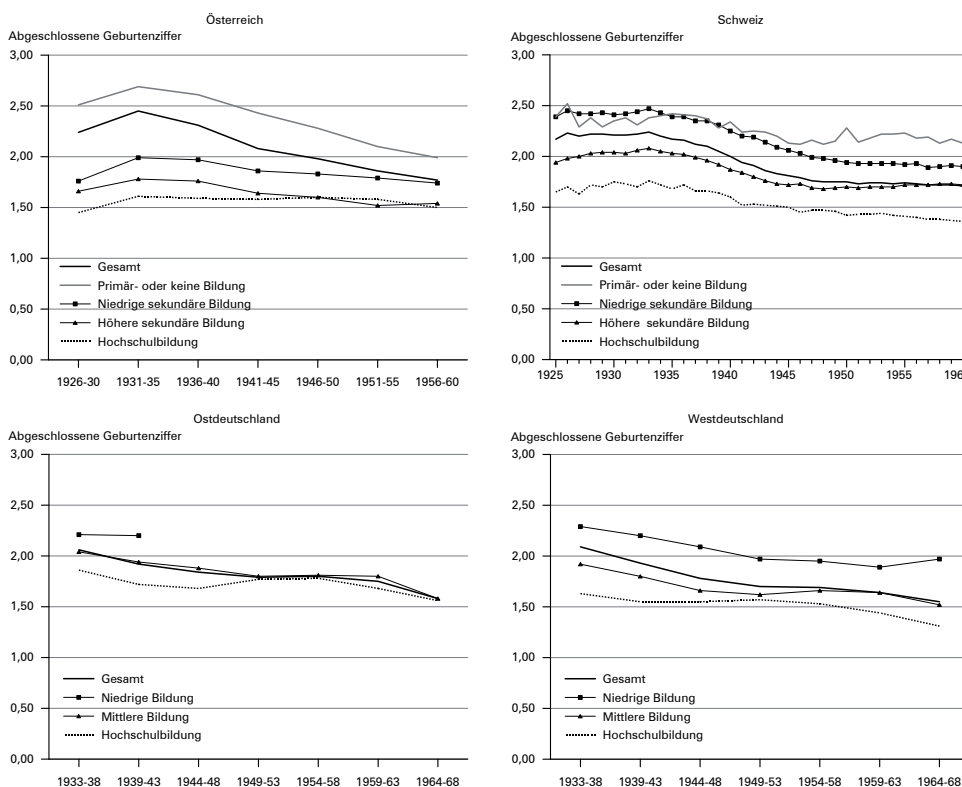 Österreich
Abgeschlossene Geburtenziffer
3,00
2,50
2,00
1,50
1,00
0,50
0,00
Gesamt
Primär- oder keine Bildung
Niedrige sekundäre Bildung
Höhere sekundäre Bildung
Hochschulbildung
1926-30 1931-35 1936-40 1941-45 1946-50 1951-55 1956-60
Schweiz
Abgeschlossene Geburtenziffer
3,00
2,50
2,00
1,50
1,00
0,50
0,00
Gesamt
Primär- oder keine Bildung
Niedrige sekundäre Bildung
Höhere sekundäre Bildung
Hochschulbildung
1925 1930 1935 1940 1945 1950 1955
Ostdeutschland
Abgeschlossene Geburtenziffer
3,00
2,50
2,00
1,50
1,00
0,50
0,00
Gesamt
Niedrige Bildung
Mittlere Bildung
Hochschulbildung
1933-38 1939-43 1944-48 1949-53 1954-58 1959-63 1964-68
Westdeutschland
Abgeschlossene Geburtenziffer
3,00
2,50
2,00
1,50
1,00
0,50
0,00
Gesamt
Niedrige Bildung
Mittlere Bildung
Hochschulbildung
1933-38 1939-43 1944-48 1949-53 1954-58 1959-63 1964-68